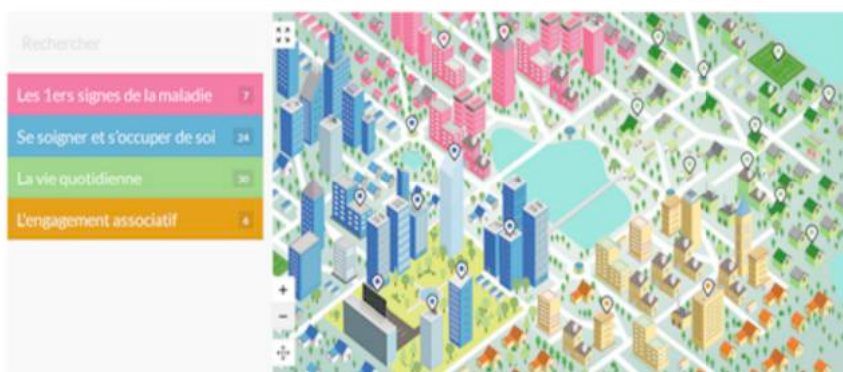 Rechercher
Les 1ers signes de la maladie 7
Se soigner et s'occuper de soi 24
La vie quotidienne 30
L'engagement associatif 6